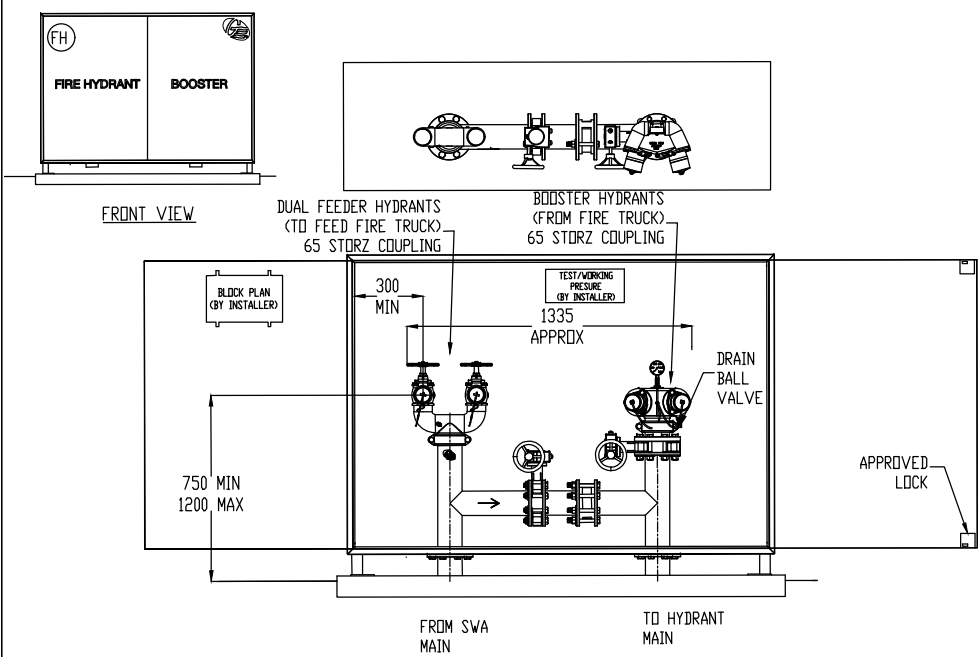 FH
FIRE HYDRANT
BOOSTER
FRONT VIEW
DUAL FEEDER HYDRANTS
(TO FEED FIRE TRUCK)
65 STORZ COUPLING
BOOSTER HYDRANTS
(FROM FIRE TRUCK)
65 STORZ COUPLING
BLOCK PLAN
(BY INSTALLER)
300
MIN
TEST/WORKING
PRESURE
(BY INSTALLER)
1335
APPROX
DRAIN
BALL
VALVE
750 MIN
1200 MAX
APPROVED
LOCK
FROM SWA
MAIN
TO HYDRANT
MAIN